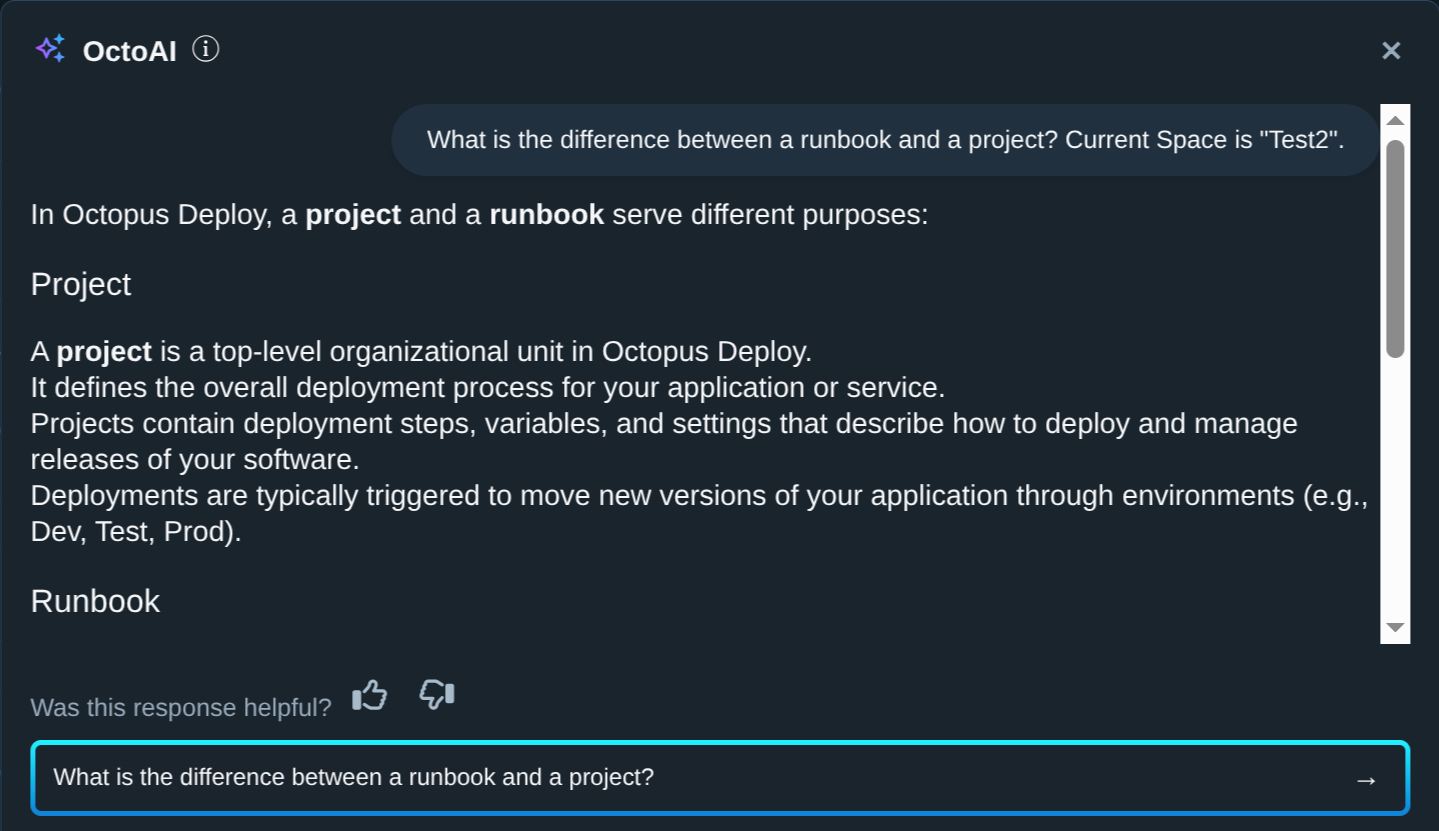 OctoAI
What is the difference between a runbook and a project? Current Space is "Test2".
In Octopus Deploy, a project and a runbook serve different purposes:
Project
A project is a top-level organizational unit in Octopus Deploy.
It defines the overall deployment process for your application or service.
Projects contain deployment steps, variables, and settings that describe how to deploy and manage
releases of your software.
Deployments are typically triggered to move new versions of your application through environments (e.g.,
Dev, Test, Prod).
Runbook
Was this response helpful?
What is the difference between a runbook and a project? →